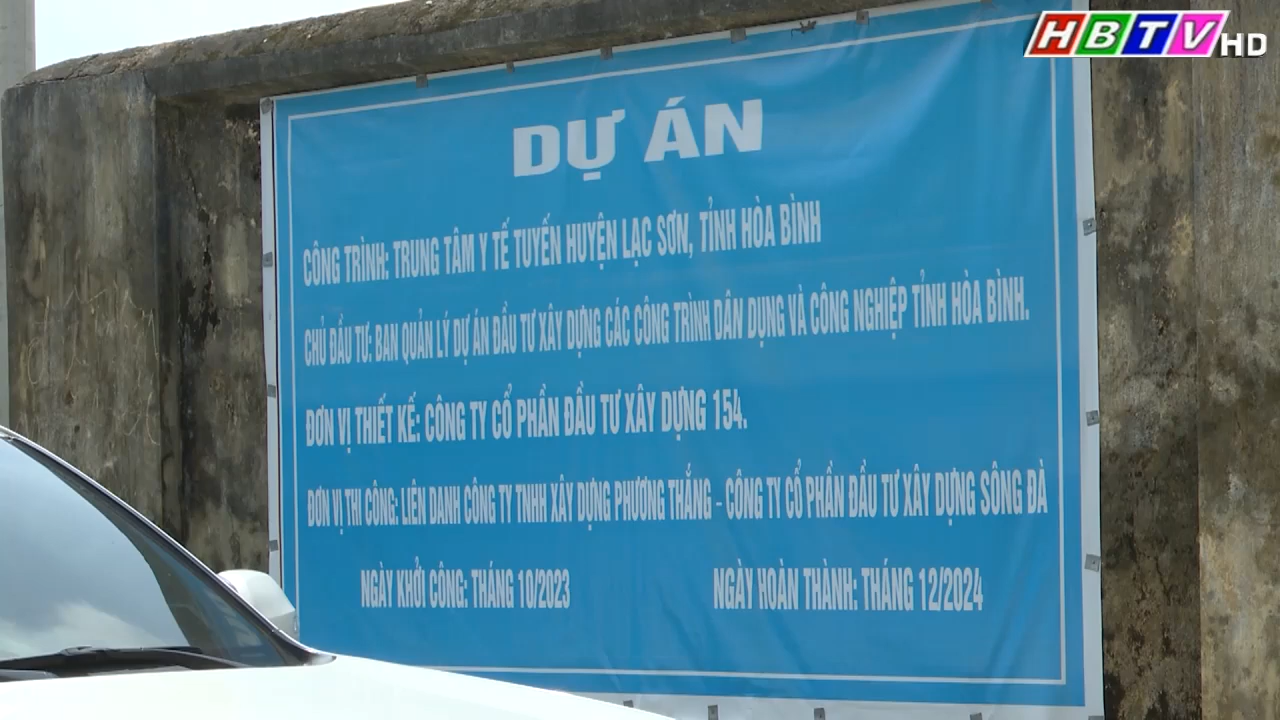 HBTV HD
DỰ ÁN
CÔNG TRÌNH: TRUNG TÂM Y TẾ TUYẾN HUYỆN LẠC SƠN, TỈNH HÒA BÌNH
CHỦ ĐẦU TƯ: BAN QUẢN LÝ DỰ ÁN ĐẦU TƯ XÂY DỰNG CÁC CÔNG TRÌNH DÂN DỤNG VÀ CÔNG NGHIỆP TỈNH HÒA BÌNH.
ĐƠN VỊ THIẾT KẾ: CÔNG TY CỔ PHẦN ĐẦU TƯ XÂY DỰNG 154.
ĐƠN VỊ THI CÔNG: LIÊN DANH CÔNG TY TNHH XÂY DỰNG PHƯƠNG THẮNG - CÔNG TY CỔ PHẦN ĐẦU TƯ XÂY DỰNG SÔNG ĐÀ
NGÀY KHỞI CÔNG: THÁNG 10/2023 NGÀY HOÀN THÀNH: THÁNG 12/2024